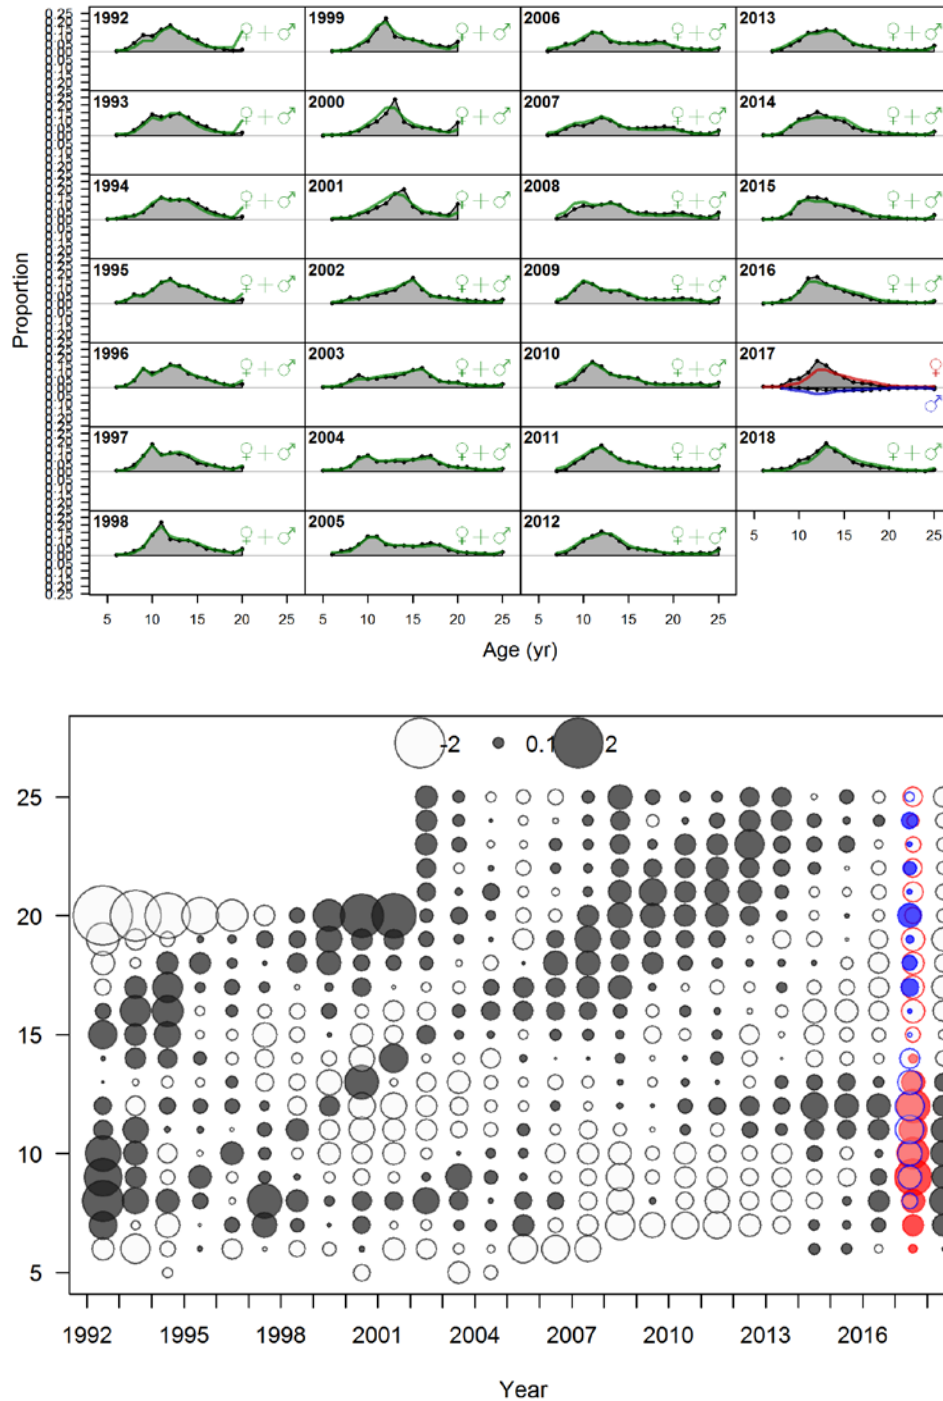 1992 1999 2006 2013
♀+♂ ♀+♂ ♀+♂ ♀+♂
1993 2000 2007 2014
♀+♂ ♀+♂ ♀+♂ ♀+♂
1994 2001 2008 2015
♀+♂ ♀+♂ ♀+♂ ♀+♂
1995 2002 2009 2016
♀+♂ ♀+♂ ♀+♂ ♀+♂
1996 2003 2010 2017
♀+♂ ♀+♂ ♀+♂ ♀
♂
1997 2004 2011 2018
♀+♂ ♀+♂ ♀+♂ ♀+♂
1998 2005 2012
♀+♂ ♀+♂ ♀+♂
Proportion
5 10 15 20 25
5 10 15 20 25 5 10 15 20 25 5 10 15 20 25
Age (yr)
-2 0.1 2
25
20
15
10
5
1992 1995 1998 2001 2004 2007 2010 2013 2016
Year